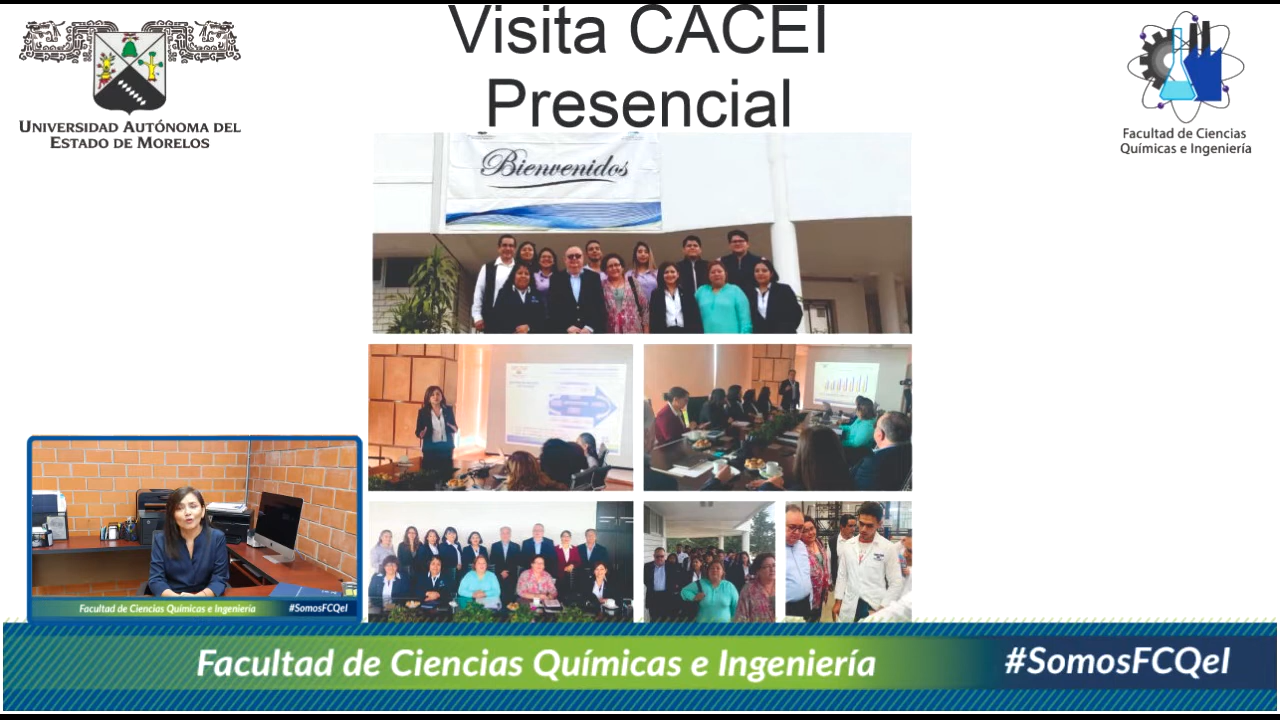 Visita CACEI
Presencial
UNIVERSIDAD AUTÓNOMA DEL
ESTADO DE MORELOS
Facultad de Ciencias
Químicas e Ingeniería
Bienvenidos
Facultad de Ciencias Químicas e Ingeniería #SomosFCQeI
Facultad de Ciencias Químicas e Ingeniería #SomosFCQeI